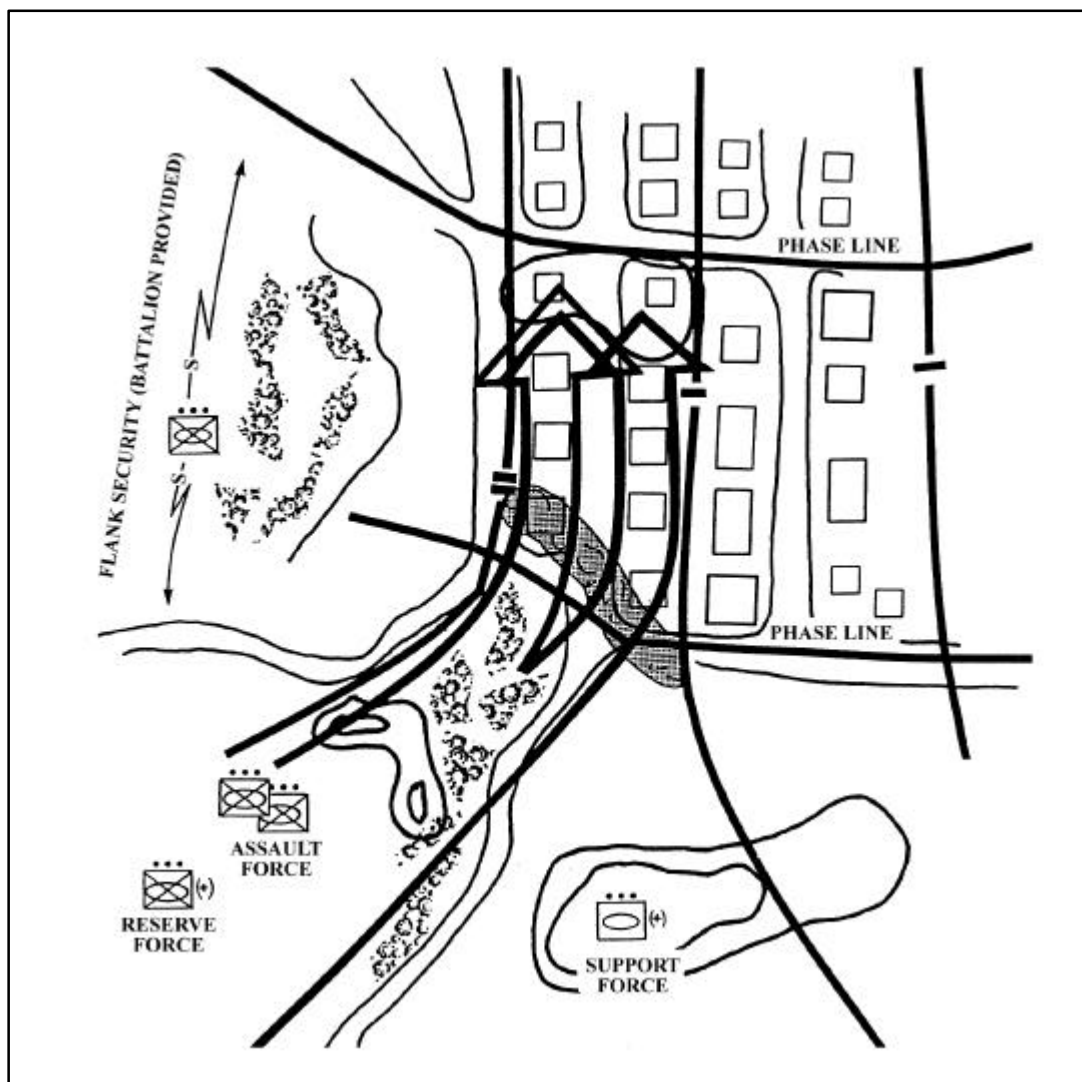 FLANK SECURITY (BATTALION PROVIDED)
S
S
PHASE LINE
PHASE LINE
ASSAULT
FORCE
(+)
RESERVE
FORCE
(+)
SUPPORT
FORCE